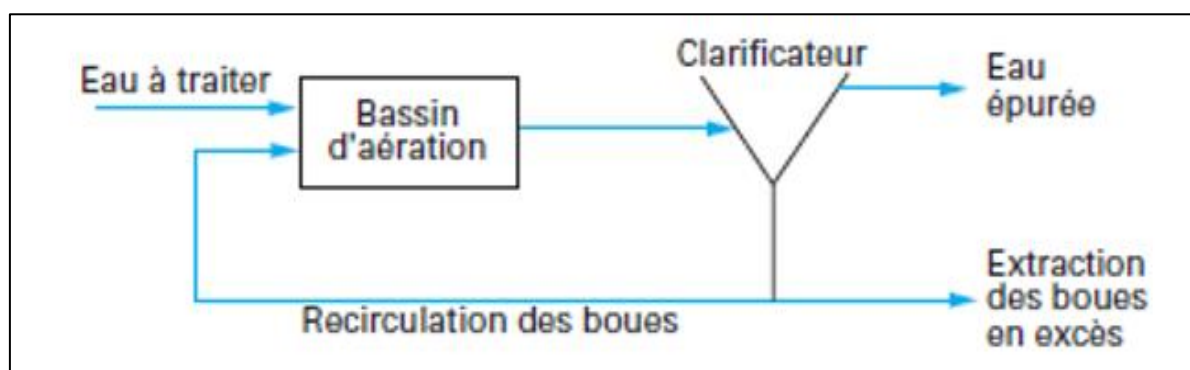 Eau à traiter
Bassin
d'aération
Clarificateur
Eau
épurée
Recirculation des boues
Extraction
des boues
en excès